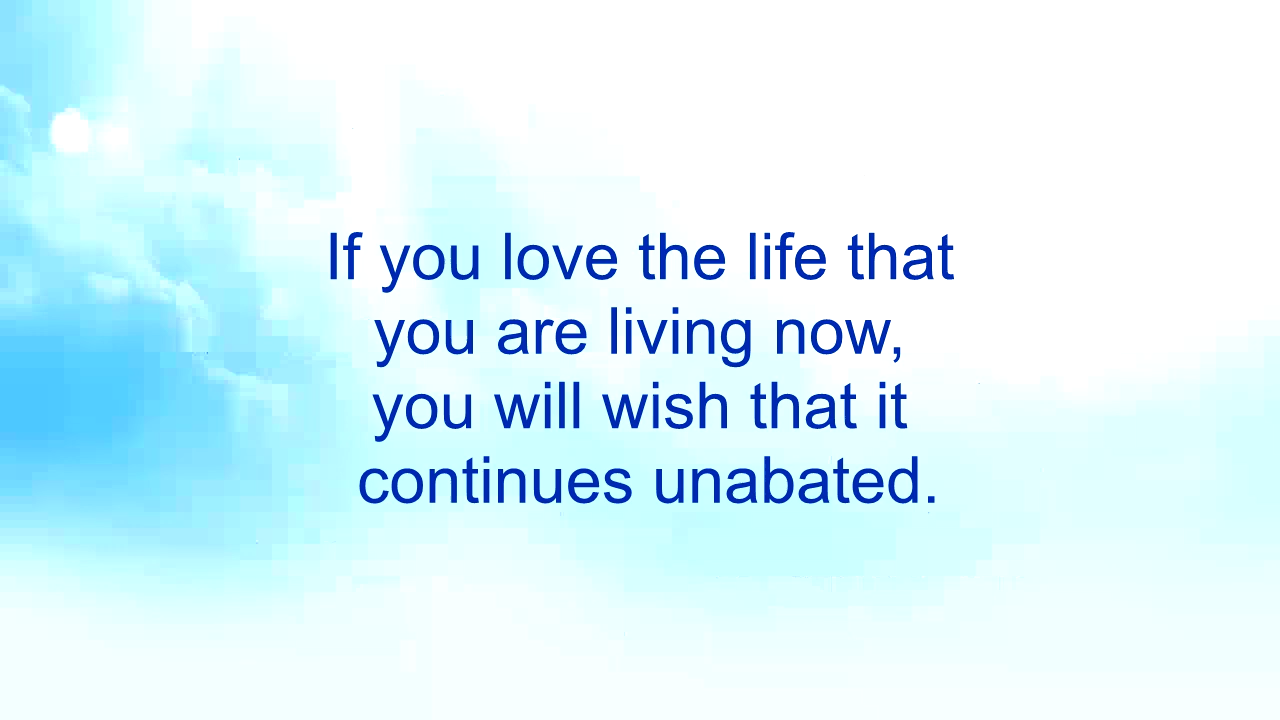 If you love the life that
you are living now,
you will wish that it
continues unabated.